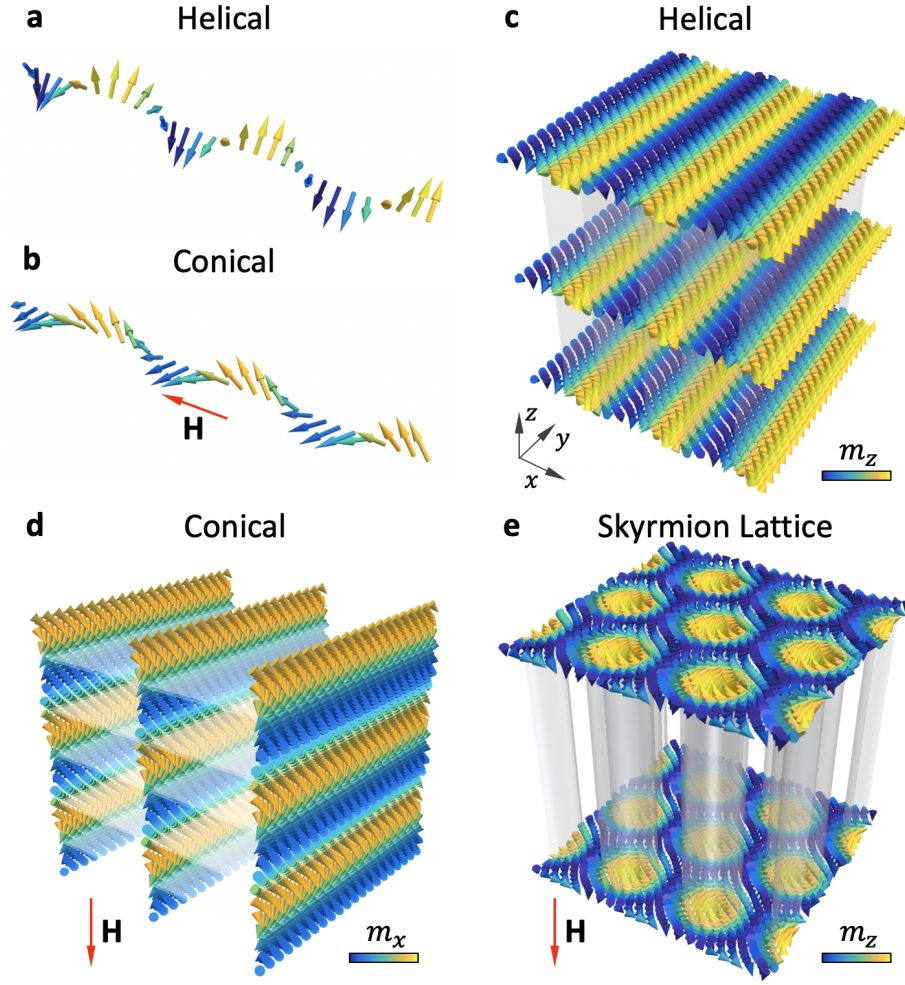 a Helical
b Conical
H
c Helical
z
y
x
m_z
d Conical
H
m_x
e Skyrmion Lattice
H
m_z